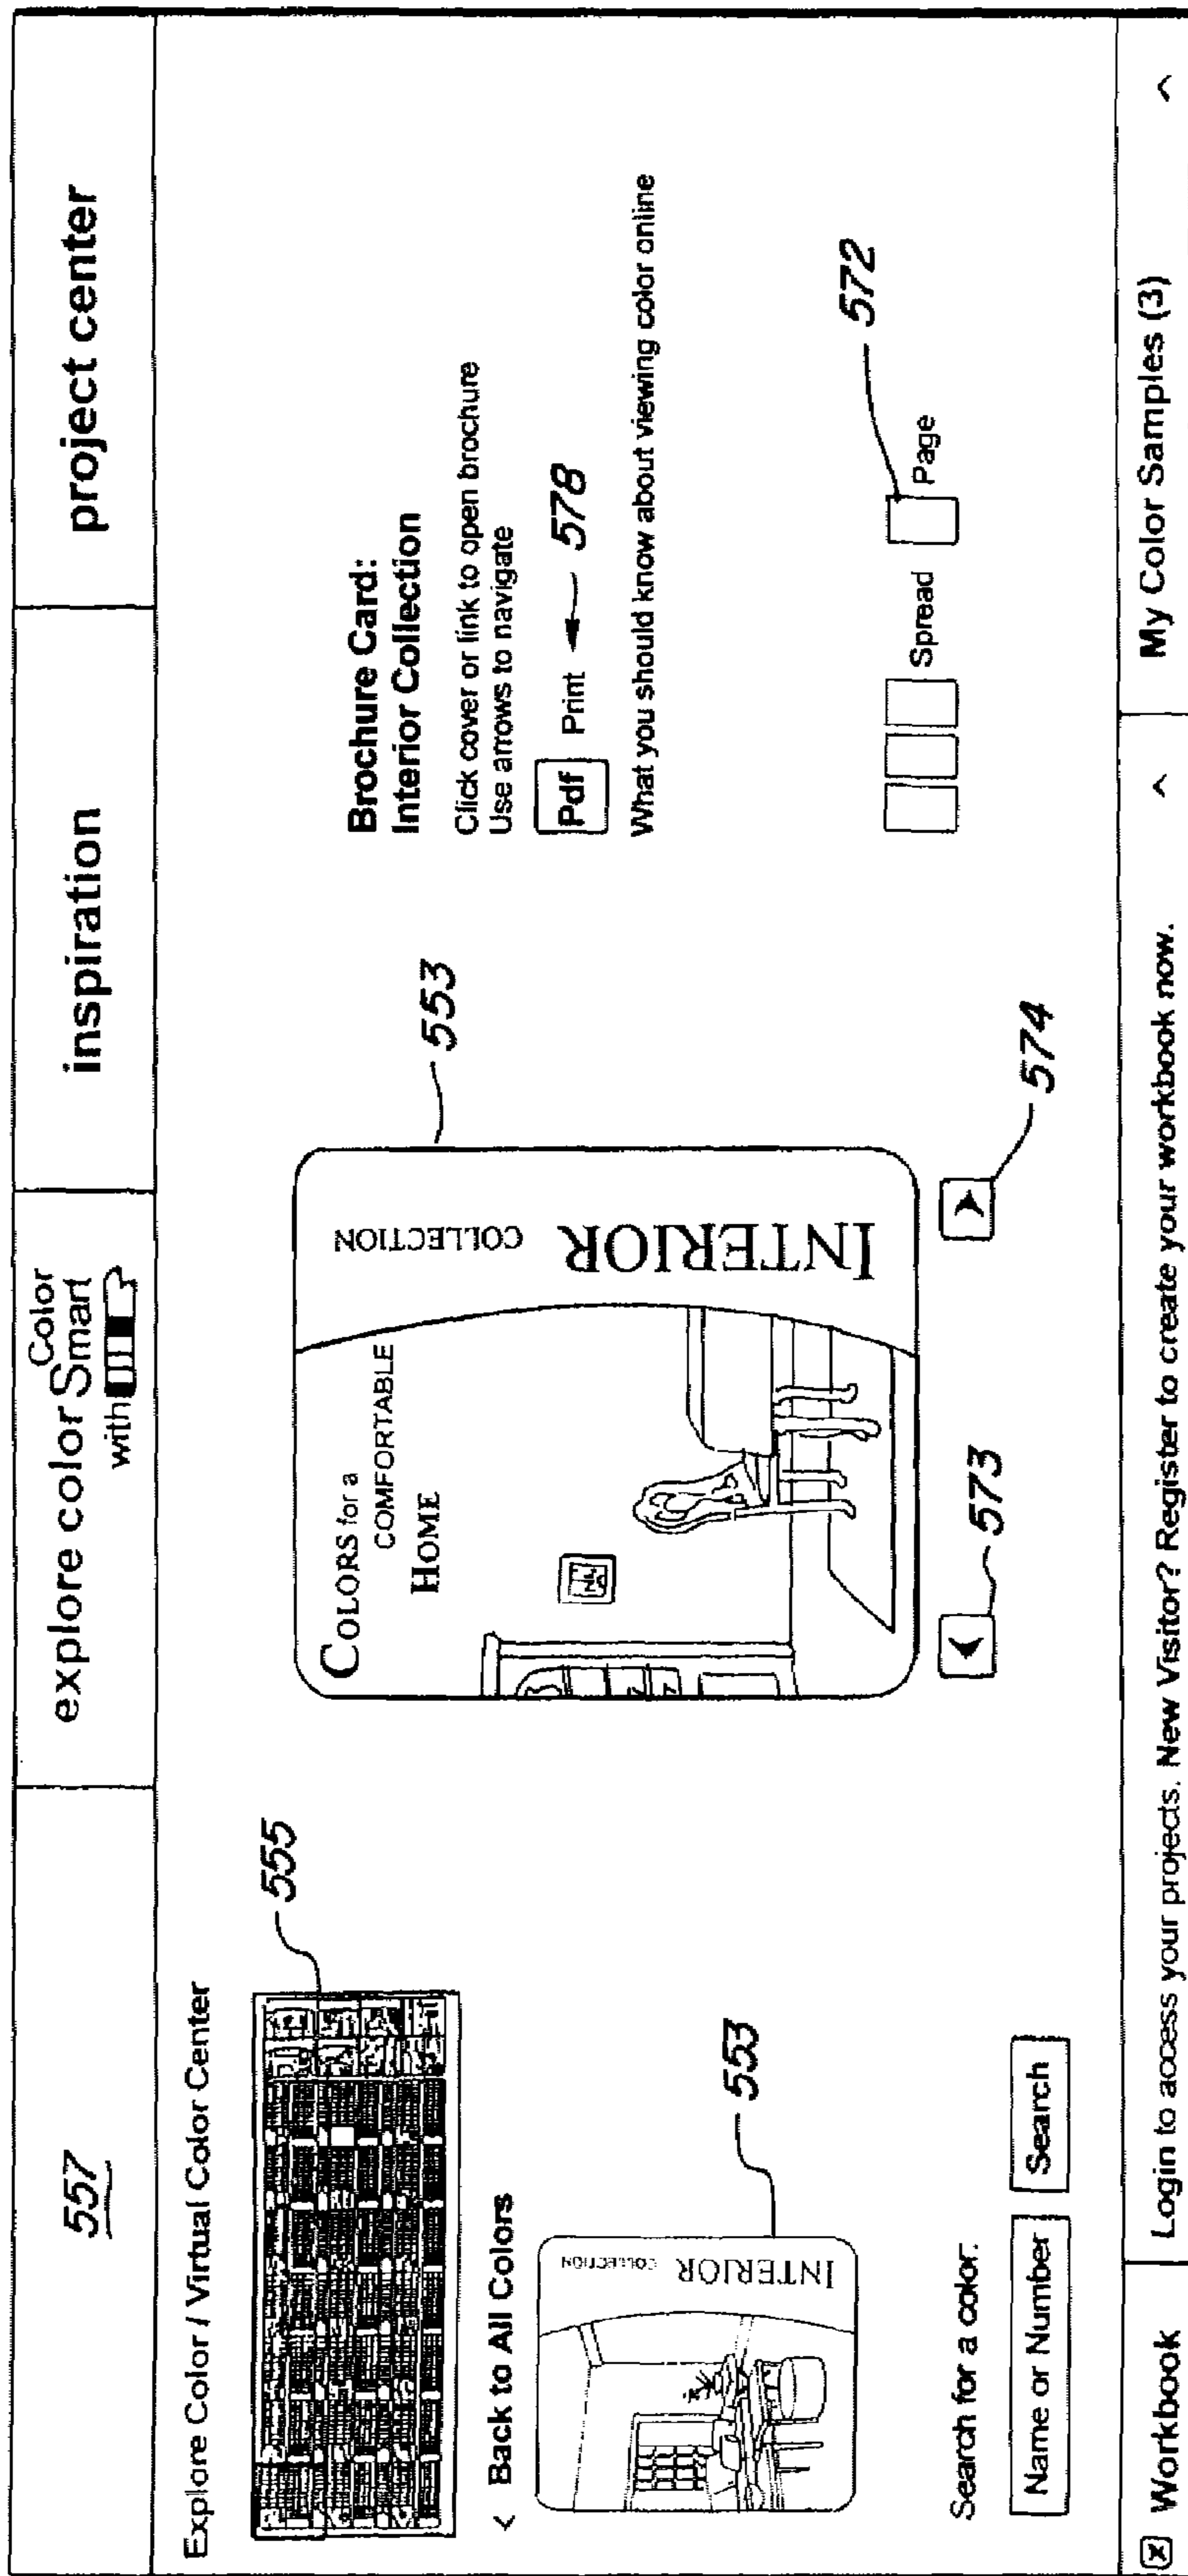 557
explore color
Color
Smart
with
inspiration
project center
Explore Color / Virtual Color Center
555
< Back to All Colors
INTERIOR
COLLECTION
553
Search for a color:
Name or Number
Search
COLORS for a
COMFORTABLE
HOME
INTERIOR
COLLECTION
553
573
574
Brochure Card:
Interior Collection
Click cover or link to open brochure
Use arrows to navigate
Pdf Print
578
What you should know about viewing color online
Spread
Page
572
Workbook
Login to access your projects. New Visitor? Register to create your workbook now.
My Color Samples (3)